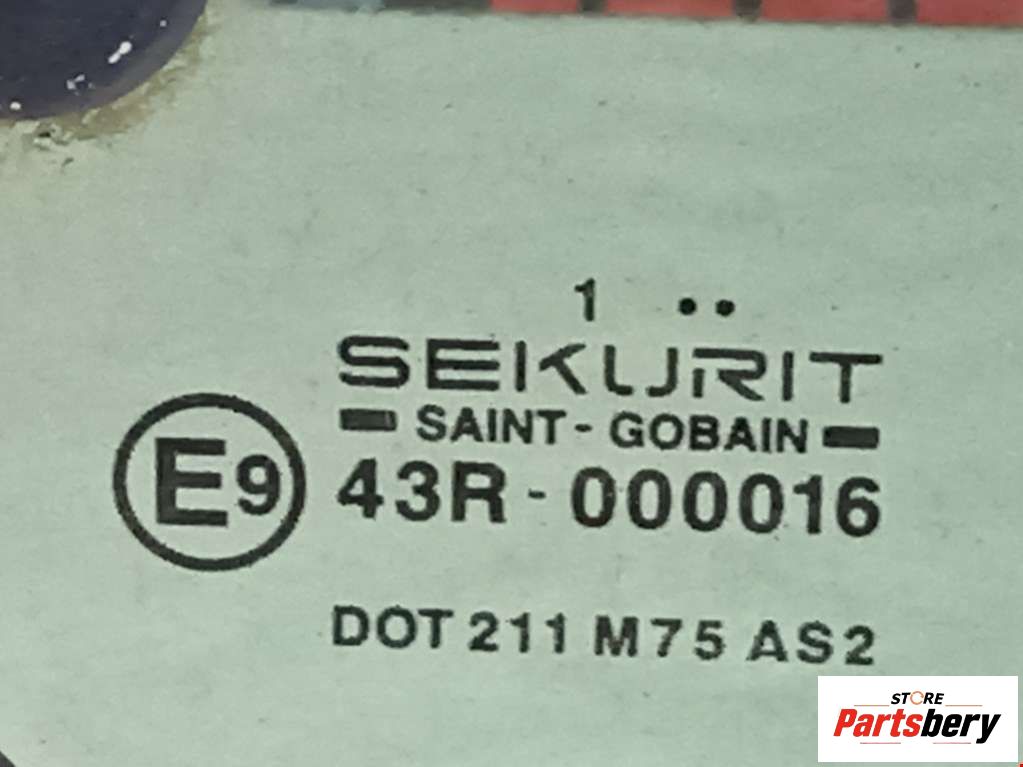 1 ••
SEKURIT
SAINT-GOBAIN
E9 43R-000016
DOT 211 M75 AS2
STORE
Partsbery